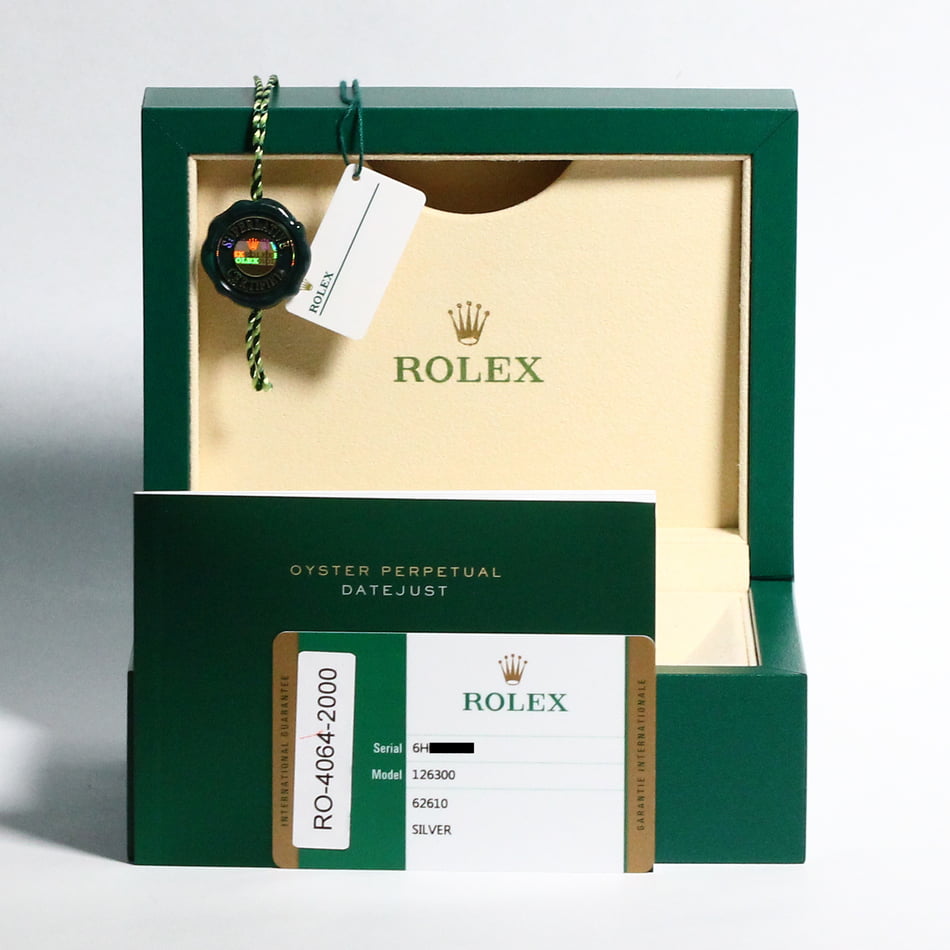 SUPERLATIVE
ROLEX
ROLEX
OYSTER PERPETUAL
DATEJUST
INTERNATIONAL GUARANTEE
RO-4064-2000
ROLEX
Serial 6H
Model 126300
62610
SILVER
GARANTIE INTERNATIONALE